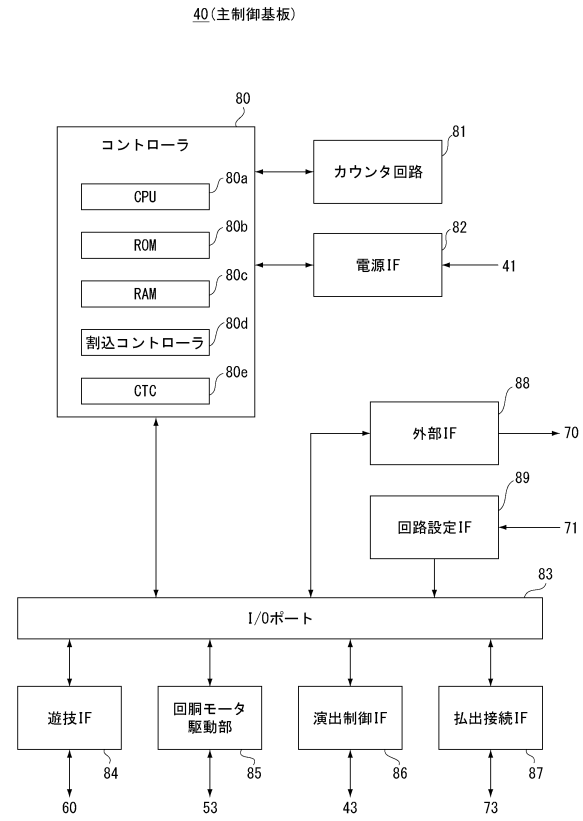 40(主制御基板)
80
コントローラ
CPU
80a
ROM
80b
RAM
80c
割込コントローラ
80d
CTC
80e
81
カウンタ回路
82
電源IF
41
88
外部IF
70
89
回路設定IF
71
83
I/Oポート
遊技IF
84
60
回胴モータ
駆動部
85
53
演出制御IF
86
43
払出接続IF
87
73